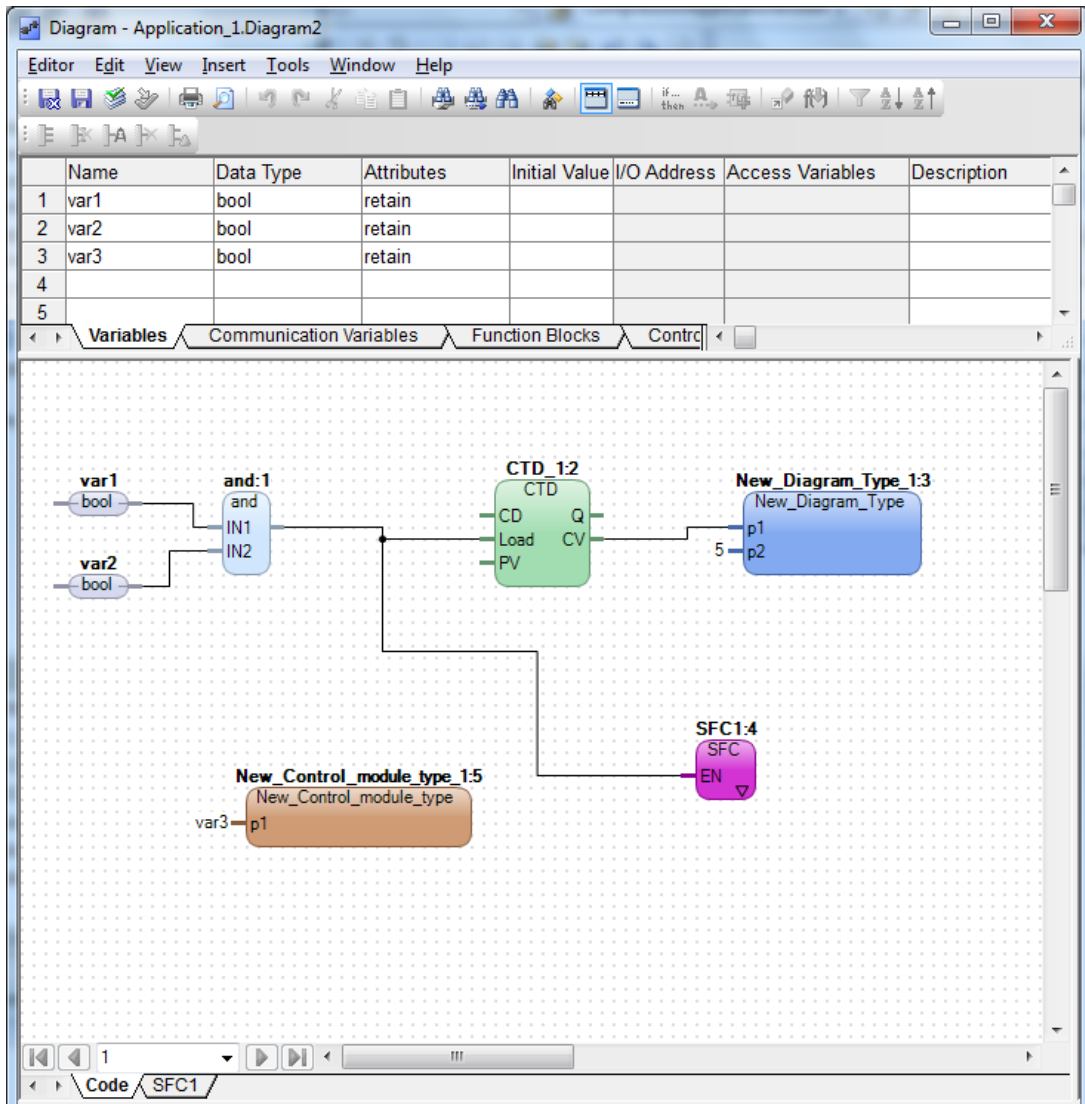 Diagram - Application_1.Diagram2
Editor Edit View Insert Tools Window Help
if... then
Name Data Type Attributes Initial Value I/O Address Access Variables Description
1 var1 bool retain
2 var2 bool retain
3 var3 bool retain
4
5
Variables Communication Variables Function Blocks Contro
CTD_1:2
var1 and:1 CTD New_Diagram_Type_1:3
bool and CD Q New_Diagram_Type
IN1 Load CV p1
IN2 PV 5 p2
var2
bool
SFC1:4
SFC
New_Control_module_type_1:5 EN
New_Control_module_type
var3 p1
1
Code SFC1